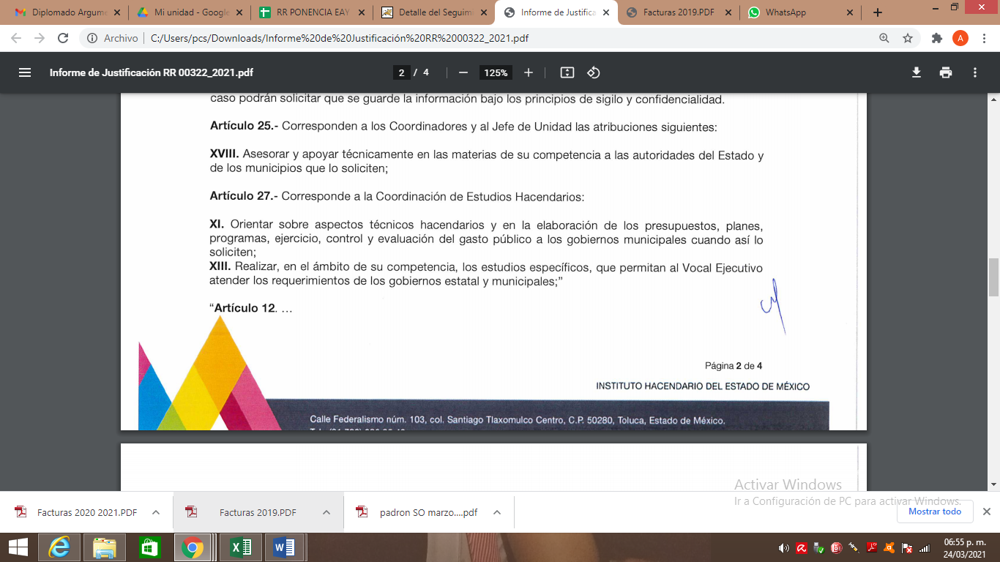 Diplomado Argume
Mi unidad - Google
RR PONENCIA EAY
Detalle del Seguim
Informe de Justifica
Facturas 2019.PDF
WhatsApp
Archivo
C:/Users/pcs/Downloads/Informe%20de%20Justificación%20RR%2000322_2021.pdf
A
Informe de Justificación RR 00322_2021.pdf
2 / 4
125%
caso podrán solicitar que se guarde la información bajo los principios de sigilo y confidencialidad.
Artículo 25.- Corresponden a los Coordinadores y al Jefe de Unidad las atribuciones siguientes:
XVIII. Asesorar y apoyar técnicamente en las materias de su competencia a las autoridades del Estado y
de los municipios que lo soliciten;
Artículo 27.- Corresponde a la Coordinación de Estudios Hacendarios:
XI. Orientar sobre aspectos técnicos hacendarios y en la elaboración de los presupuestos, planes,
programas, ejercicio, control y evaluación del gasto público a los gobiernos municipales cuando así lo
soliciten;
XIII. Realizar, en el ámbito de su competencia, los estudios específicos, que permitan al Vocal Ejecutivo
atender los requerimientos de los gobiernos estatal y municipales;”
“Artículo 12. ...
Página 2 de 4
INSTITUTO HACENDARIO DEL ESTADO DE MÉXICO
Calle Federalismo núm. 103, col. Santiago Tlaxomulco Centro, C.P. 50280, Toluca, Estado de México.
Activar Windows
Ir a Configuración de PC para activar Windows.
Facturas 2020 2021.PDF
Facturas 2019.PDF
padron SO marzo....pdf
Mostrar todo
06:55 p. m.
24/03/2021